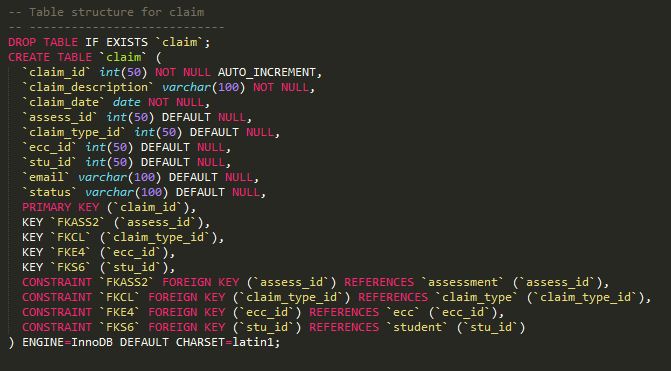 -- Table structure for claim
-- ----------------------------
DROP TABLE IF EXISTS `claim`;
CREATE TABLE `claim` (
  `claim_id` int(50) NOT NULL AUTO_INCREMENT,
  `claim_description` varchar(100) NOT NULL,
  `claim_date` date NOT NULL,
  `assess_id` int(50) DEFAULT NULL,
  `claim_type_id` int(50) DEFAULT NULL,
  `ecc_id` int(50) DEFAULT NULL,
  `stu_id` int(50) DEFAULT NULL,
  `email` varchar(100) DEFAULT NULL,
  `status` varchar(100) DEFAULT NULL,
  PRIMARY KEY (`claim_id`),
  KEY `FKASS2` (`assess_id`),
  KEY `FKCL` (`claim_type_id`),
  KEY `FKE4` (`ecc_id`),
  KEY `FKS6` (`stu_id`),
  CONSTRAINT `FKASS2` FOREIGN KEY (`assess_id`) REFERENCES `assessment` (`assess_id`),
  CONSTRAINT `FKCL` FOREIGN KEY (`claim_type_id`) REFERENCES `claim_type` (`claim_type_id`),
  CONSTRAINT `FKE4` FOREIGN KEY (`ecc_id`) REFERENCES `ecc` (`ecc_id`),
  CONSTRAINT `FKS6` FOREIGN KEY (`stu_id`) REFERENCES `student` (`stu_id`)
) ENGINE=InnoDB DEFAULT CHARSET=latin1;